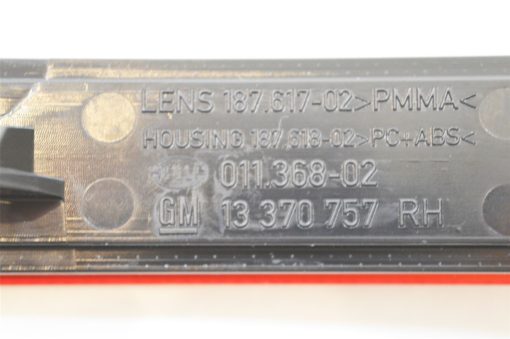 LENS 187.617-02 >PMMA<
HOUSING 187.618-02 >PC+ABS<
HELLA 011.368-02
GM 13 370 757 RH